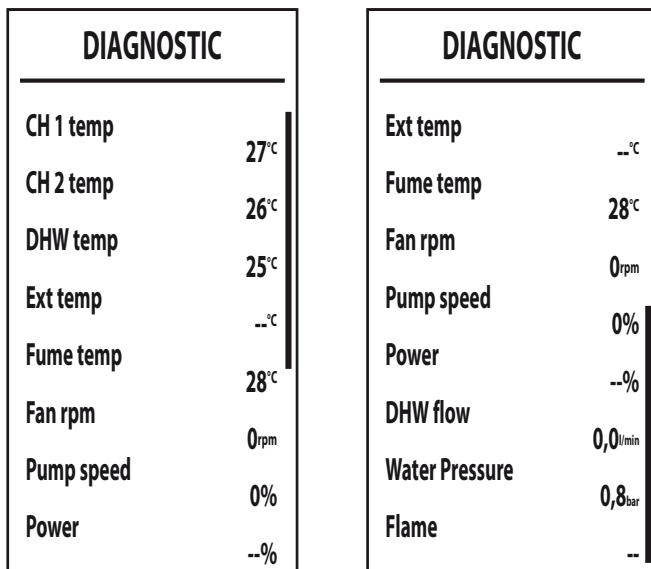 DIAGNOSTIC
CH 1 temp
27°C
CH 2 temp
26°C
DHW temp
25°C
Ext temp
--°C
Fume temp
28°C
Fan rpm
0rpm
Pump speed
0%
Power
--%
DIAGNOSTIC
Ext temp
--°C
Fume temp
28°C
Fan rpm
0rpm
Pump speed
0%
Power
--%
DHW flow
0,0l/min
Water Pressure
0,8bar
Flame
--